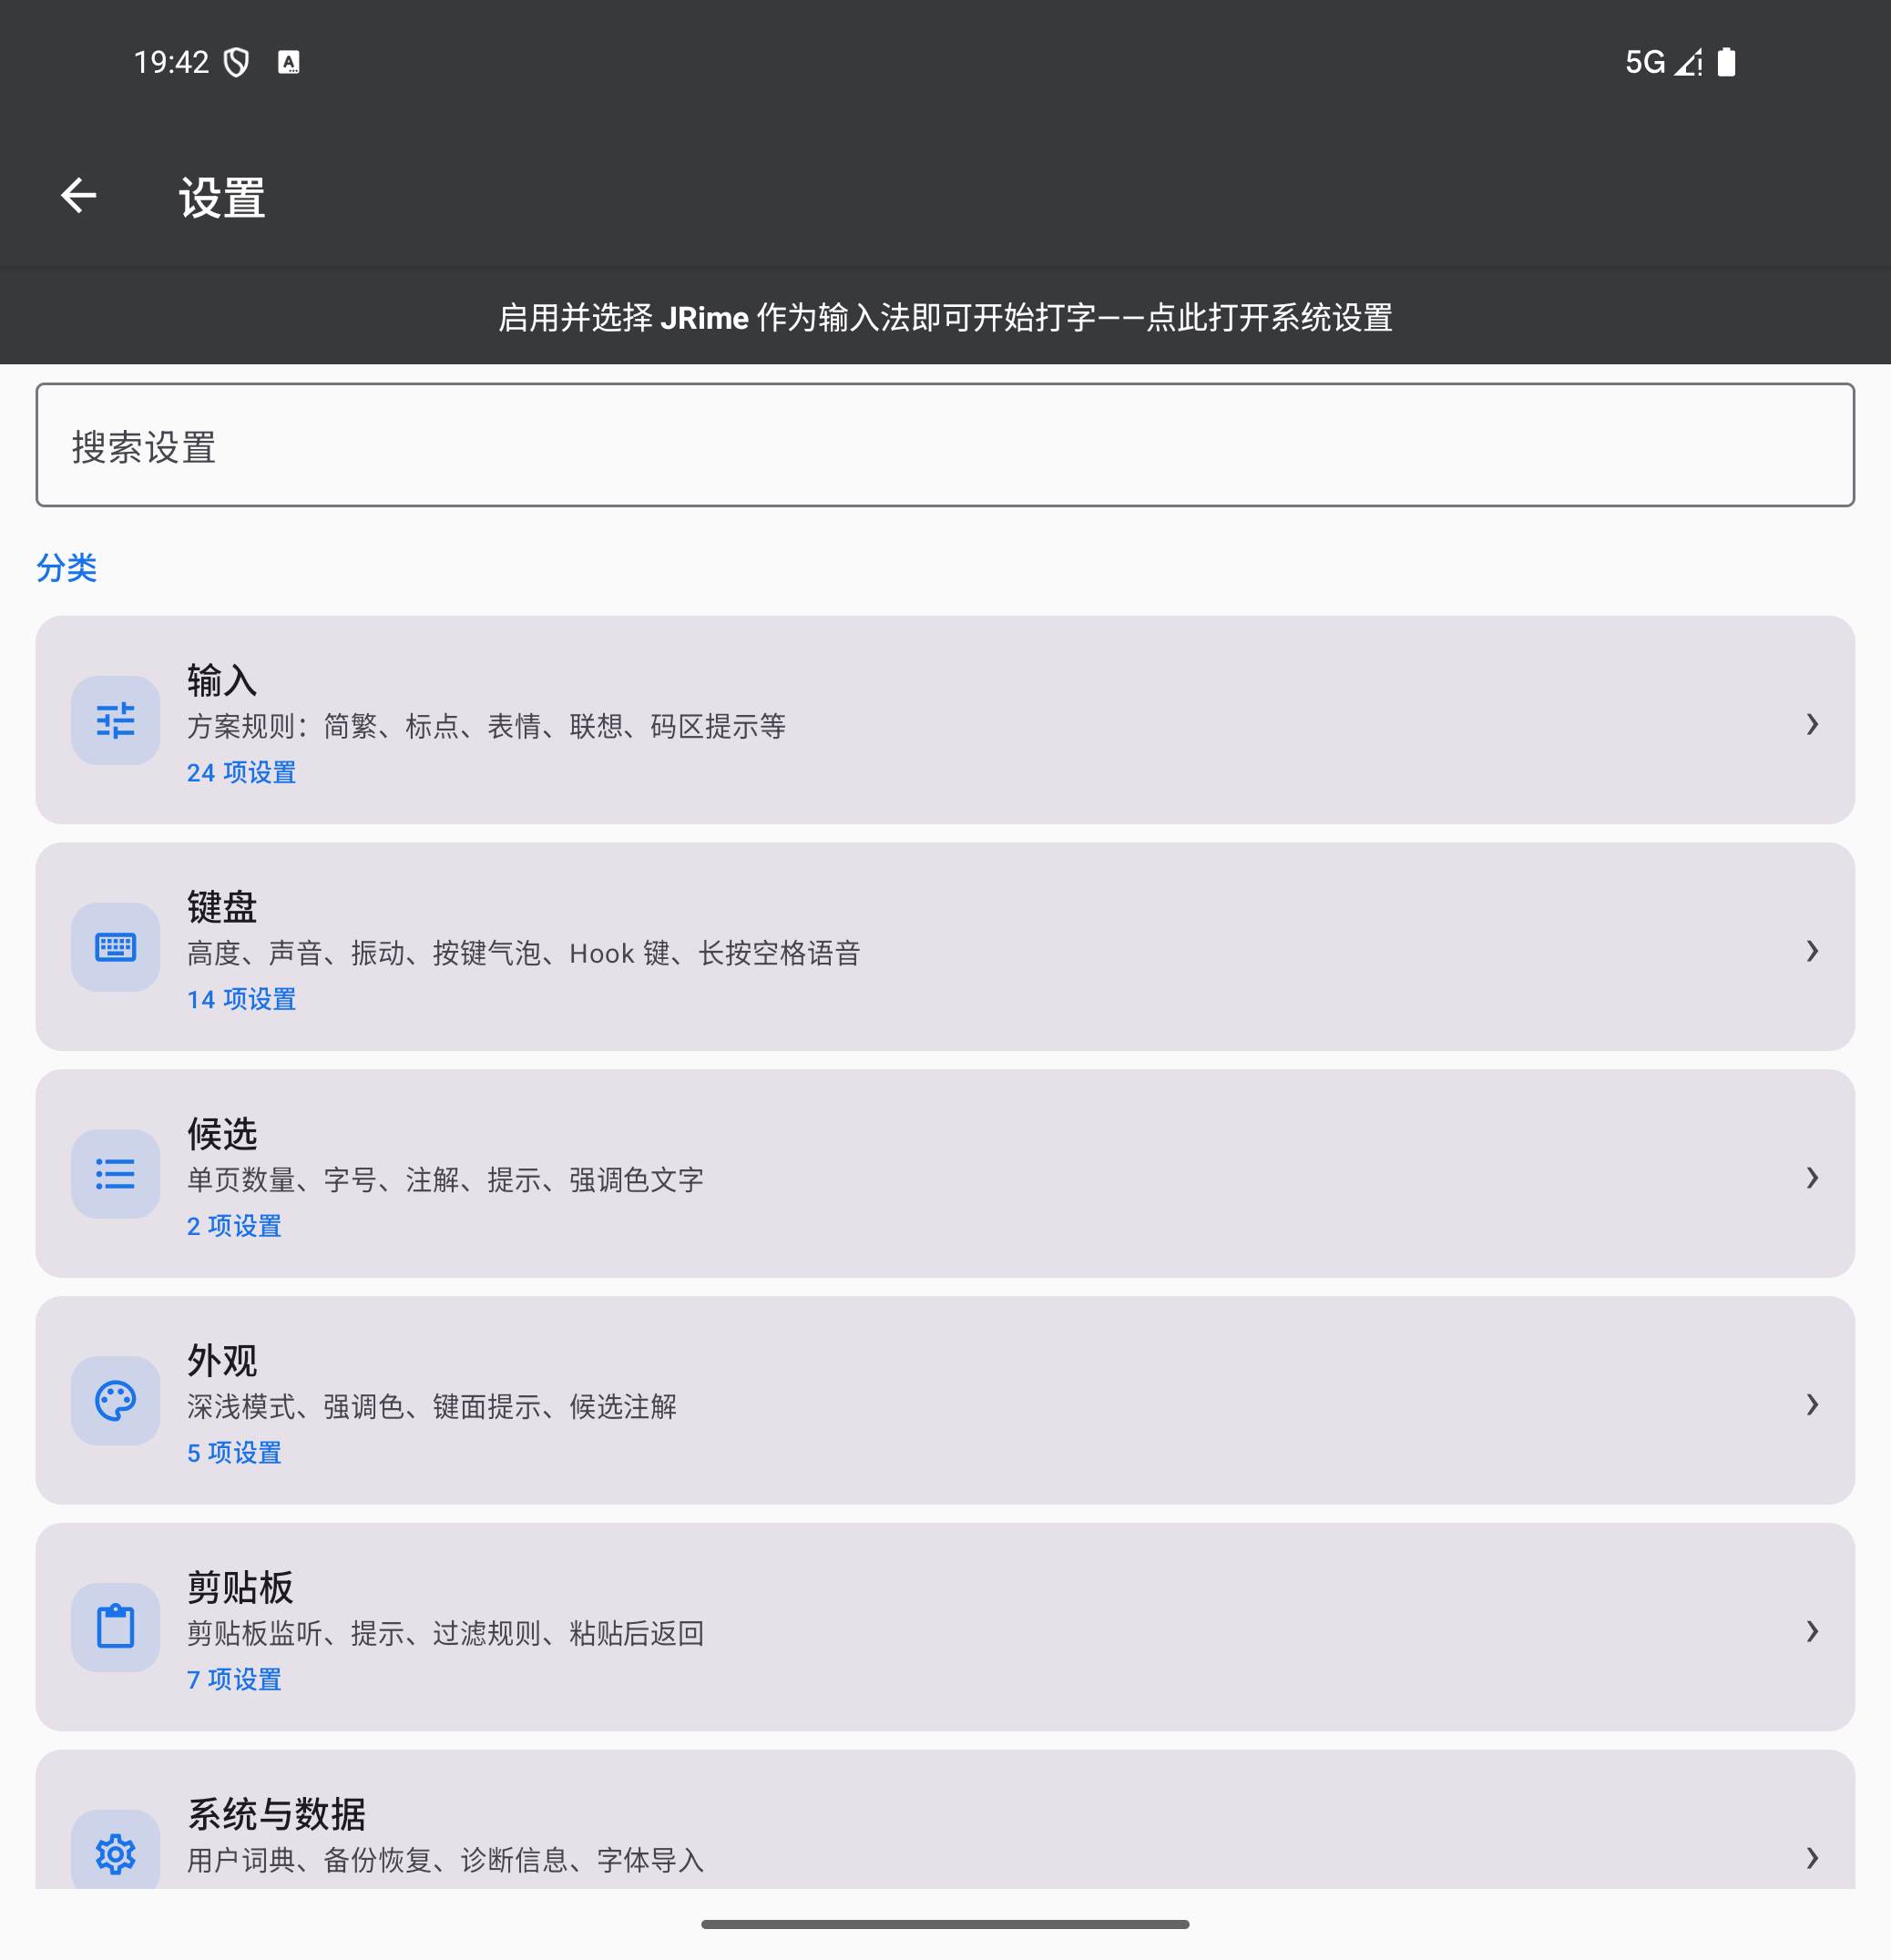 19:42
5G
设置
启用并选择 JRime 作为输入法即可开始打字——点此打开系统设置
搜索设置
分类
输入
方案规则：简繁、标点、表情、联想、码区提示等
24 项设置
键盘
高度、声音、振动、按键气泡、Hook 键、长按空格语音
14 项设置
候选
单页数量、字号、注解、提示、强调色文字
2 项设置
外观
深浅模式、强调色、键面提示、候选注解
5 项设置
剪贴板
剪贴板监听、提示、过滤规则、粘贴后返回
7 项设置
系统与数据
用户词典、备份恢复、诊断信息、字体导入